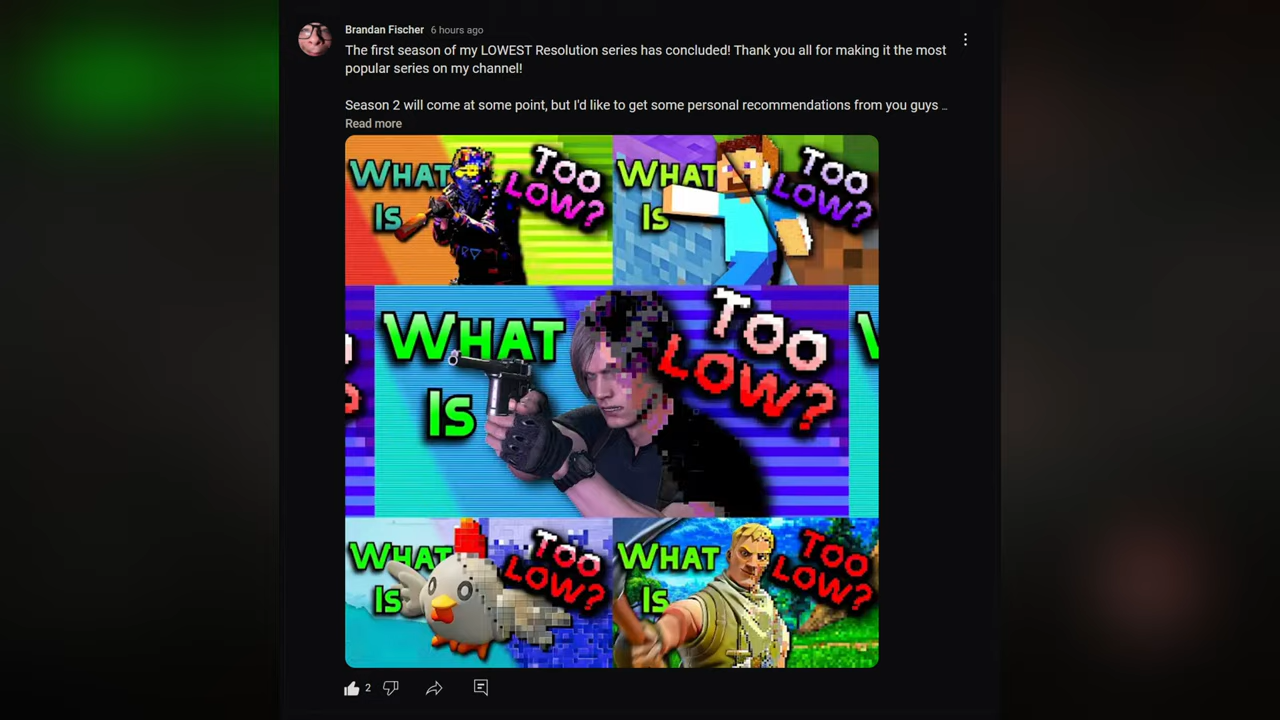 Brandan Fischer 6 hours ago
The first season of my LOWEST Resolution series has concluded! Thank you all for making it the most
popular series on my channel!
Season 2 will come at some point, but I'd like to get some personal recommendations from you guys ..
Read more
WHAT TOO
IS LOW?
WHAT TOO
IS LOW?
WHAT TOO
IS LOW?
WHAT TOO
IS LOW?
WHAT TOO
IS LOW?
2